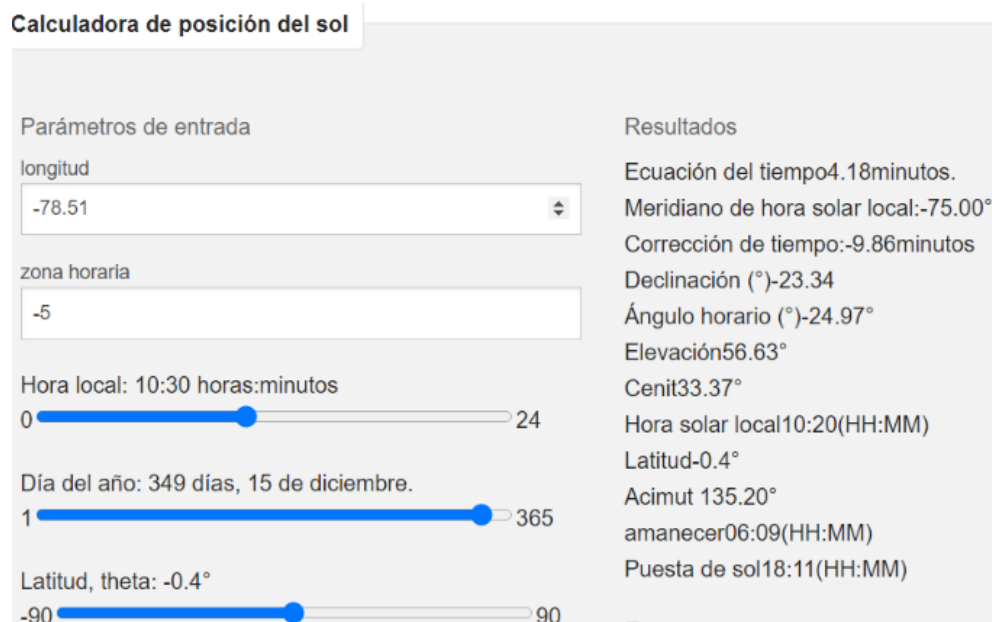 Calculadora de posición del sol
Parámetros de entrada
longitud
-78.51
zona horaria
-5
Hora local: 10:30 horas:minutos
0 24
Día del año: 349 días, 15 de diciembre.
1 365
Latitud, theta: -0.4°
-90 90
Resultados
Ecuación del tiempo4.18minutos.
Meridiano de hora solar local:-75.00°
Corrección de tiempo:-9.86minutos
Declinación (°)-23.34
Ángulo horario (°)-24.97°
Elevación56.63°
Cenit33.37°
Hora solar local10:20(HH:MM)
Latitud-0.4°
Acimut 135.20°
amanecer06:09(HH:MM)
Puesta de sol18:11(HH:MM)